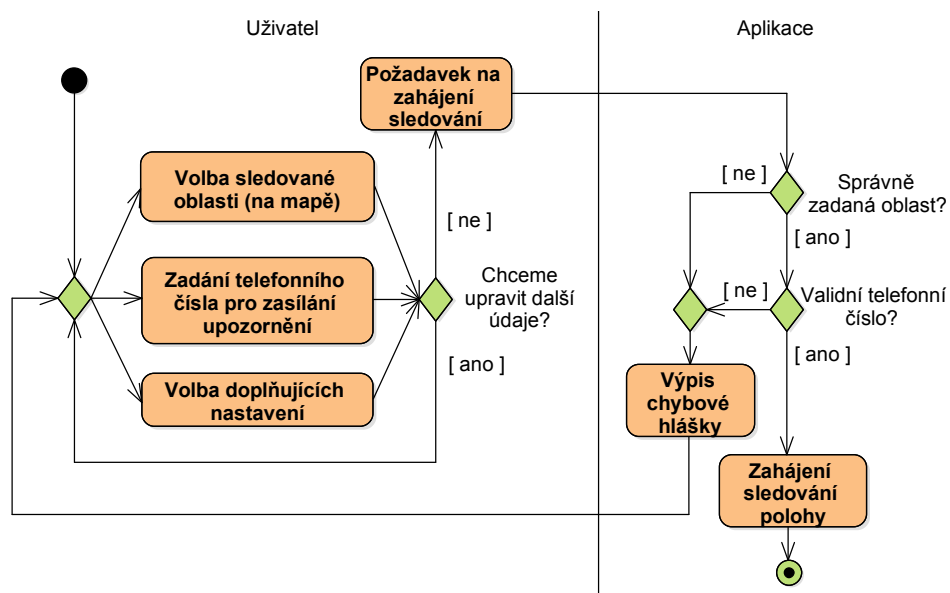 Uživatel
Aplikace
Požadavek na
zahájení
sledování
Volba sledované
oblasti (na mapě)
[ ne ]
[ ne ]
Správně
zadaná oblast?
[ ano ]
Zadání telefonního
čísla pro zasílání
upozornění
Chceme
upravit další
údaje?
[ ne ]
Validní telefonní
číslo?
[ ano ]
[ ano ]
Volba doplňujících
nastavení
Výpis
chybové
hlášky
Zahájení
sledování
polohy